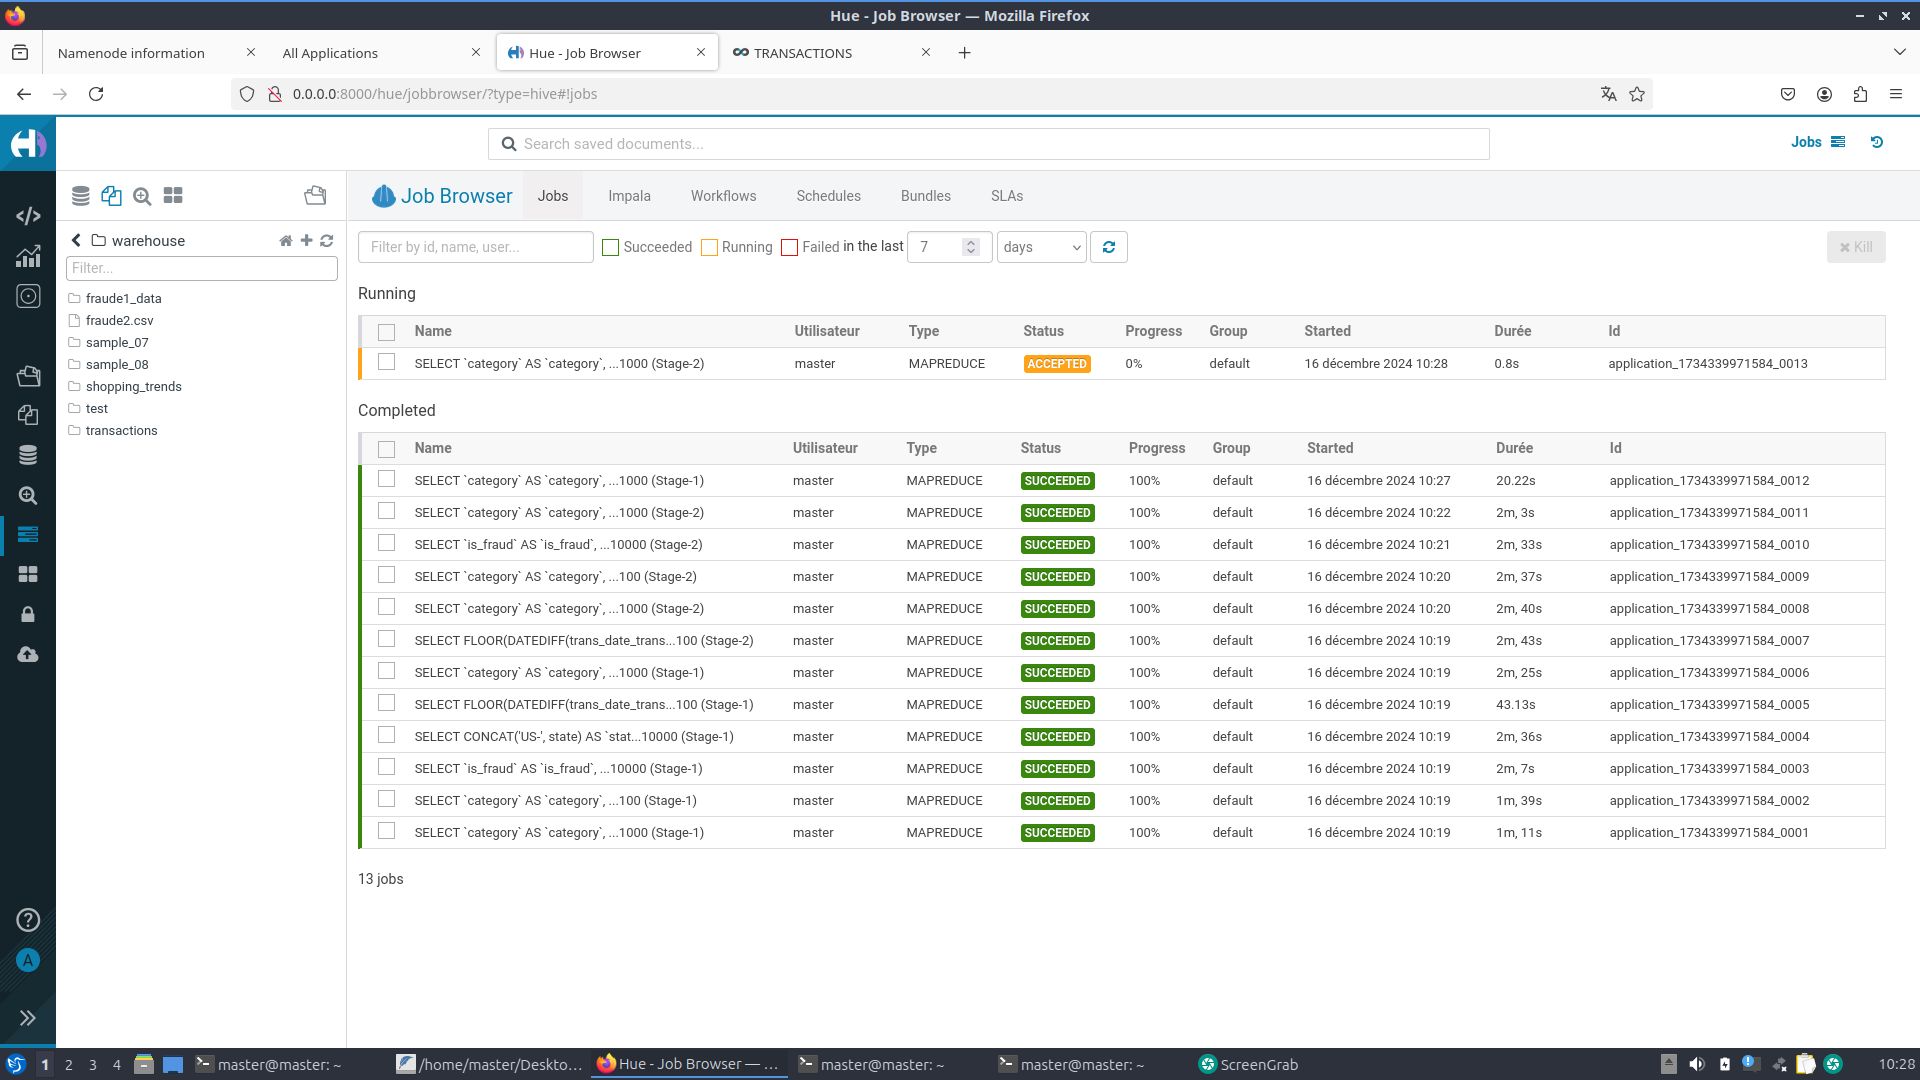 Hue - Job Browser — Mozilla Firefox
Namenode information
All Applications
Hue - Job Browser
TRANSACTIONS
0.0.0.0:8000/hue/jobbrowser/?type=hive#!jobs
Search saved documents...
Jobs
Job Browser
Jobs
Impala
Workflows
Schedules
Bundles
SLAs
warehouse
Filter...
fraude1_data
fraude2.csv
sample_07
sample_08
shopping_trends
test
transactions
Filter by id, name, user...
Succeeded
Running
Failed
in the last
7
days
Kill
Running
Name Utilisateur Type Status Progress Group Started Durée Id
SELECT `category` AS `category`, ...1000 (Stage-2) master MAPREDUCE ACCEPTED 0% default 16 décembre 2024 10:28 0.8s application_1734339971584_0013
Completed
Name Utilisateur Type Status Progress Group Started Durée Id
SELECT `category` AS `category`, ...1000 (Stage-1) master MAPREDUCE SUCCEEDED 100% default 16 décembre 2024 10:27 20.22s application_1734339971584_0012
SELECT `category` AS `category`, ...1000 (Stage-2) master MAPREDUCE SUCCEEDED 100% default 16 décembre 2024 10:22 2m, 3s application_1734339971584_0011
SELECT `is_fraud` AS `is_fraud`, ...10000 (Stage-2) master MAPREDUCE SUCCEEDED 100% default 16 décembre 2024 10:21 2m, 33s application_1734339971584_0010
SELECT `category` AS `category`, ...100 (Stage-2) master MAPREDUCE SUCCEEDED 100% default 16 décembre 2024 10:20 2m, 37s application_1734339971584_0009
SELECT `category` AS `category`, ...1000 (Stage-2) master MAPREDUCE SUCCEEDED 100% default 16 décembre 2024 10:20 2m, 40s application_1734339971584_0008
SELECT FLOOR(DATEDIFF(trans_date_trans...100 (Stage-2) master MAPREDUCE SUCCEEDED 100% default 16 décembre 2024 10:19 2m, 43s application_1734339971584_0007
SELECT `category` AS `category`, ...1000 (Stage-1) master MAPREDUCE SUCCEEDED 100% default 16 décembre 2024 10:19 2m, 25s application_1734339971584_0006
SELECT FLOOR(DATEDIFF(trans_date_trans...100 (Stage-1) master MAPREDUCE SUCCEEDED 100% default 16 décembre 2024 10:19 43.13s application_1734339971584_0005
SELECT CONCAT('US-', state) AS `stat...10000 (Stage-1) master MAPREDUCE SUCCEEDED 100% default 16 décembre 2024 10:19 2m, 36s application_1734339971584_0004
SELECT `is_fraud` AS `is_fraud`, ...10000 (Stage-1) master MAPREDUCE SUCCEEDED 100% default 16 décembre 2024 10:19 2m, 7s application_1734339971584_0003
SELECT `category` AS `category`, ...100 (Stage-1) master MAPREDUCE SUCCEEDED 100% default 16 décembre 2024 10:19 1m, 39s application_1734339971584_0002
SELECT `category` AS `category`, ...1000 (Stage-1) master MAPREDUCE SUCCEEDED 100% default 16 décembre 2024 10:19 1m, 11s application_1734339971584_0001
13 jobs
A
1 2 3 4
master@master: ~
/home/master/Deskto...
Hue - Job Browser — ...
master@master: ~
master@master: ~
ScreenGrab
10:28